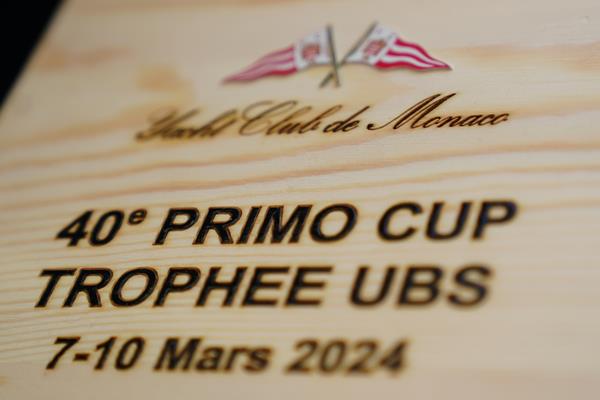 Yacht Club de Monaco
40e PRIMO CUP
TROPHEE UBS
7-10 Mars 2024